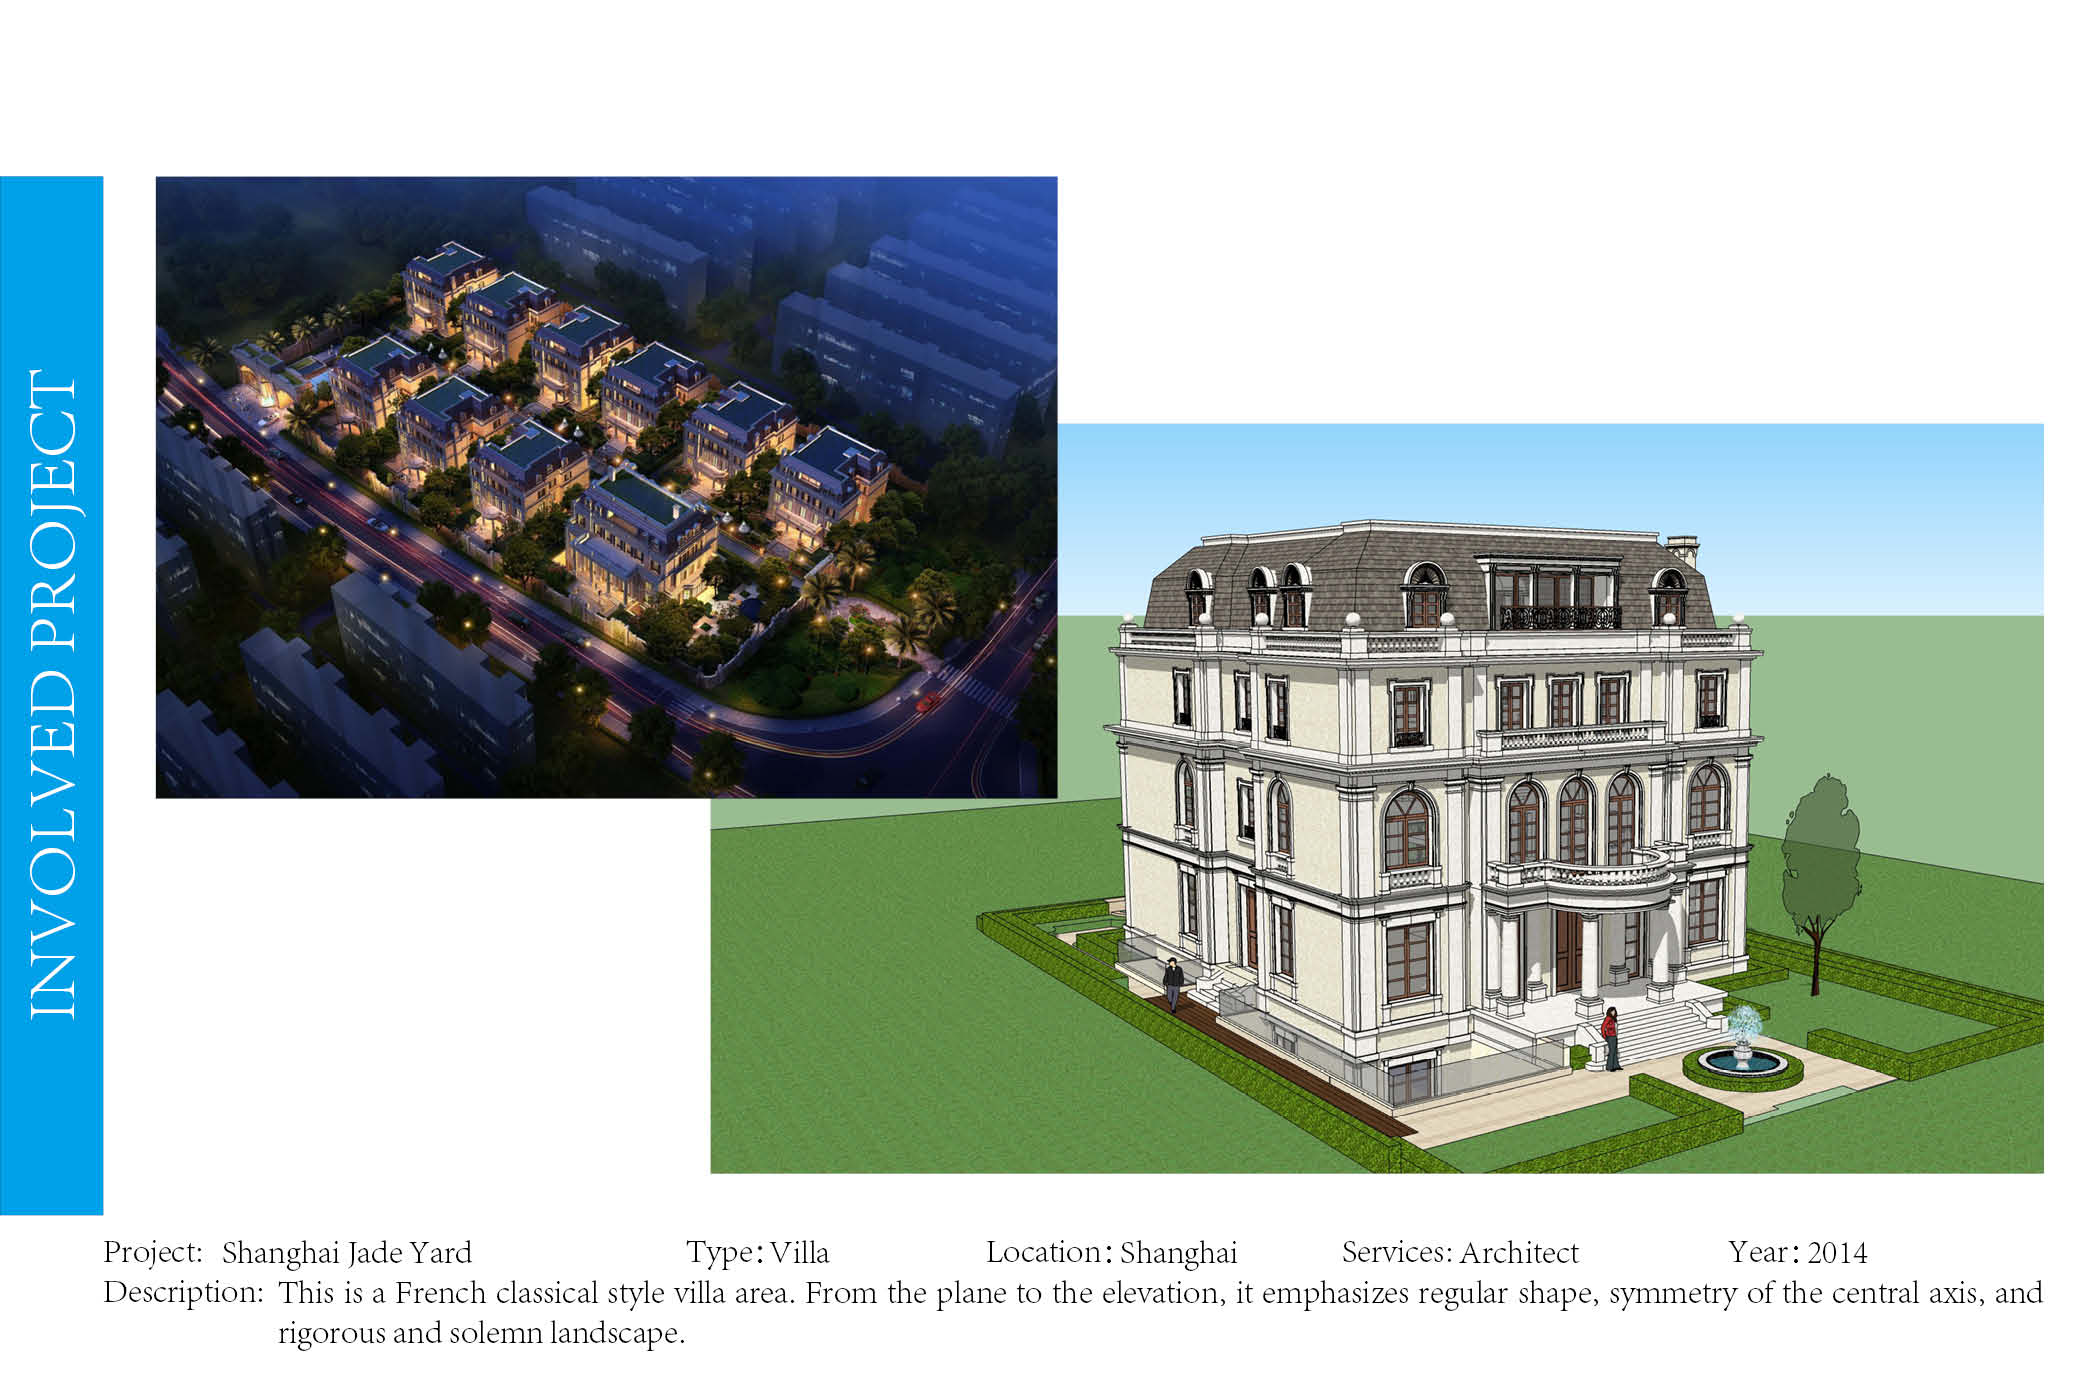 INVOLVED PROJECT
Project: Shanghai Jade Yard Type: Villa Location: Shanghai Services: Architect Year: 2014
Description: This is a French classical style villa area. From the plane to the elevation, it emphasizes regular shape, symmetry of the central axis, and
rigorous and solemn landscape.